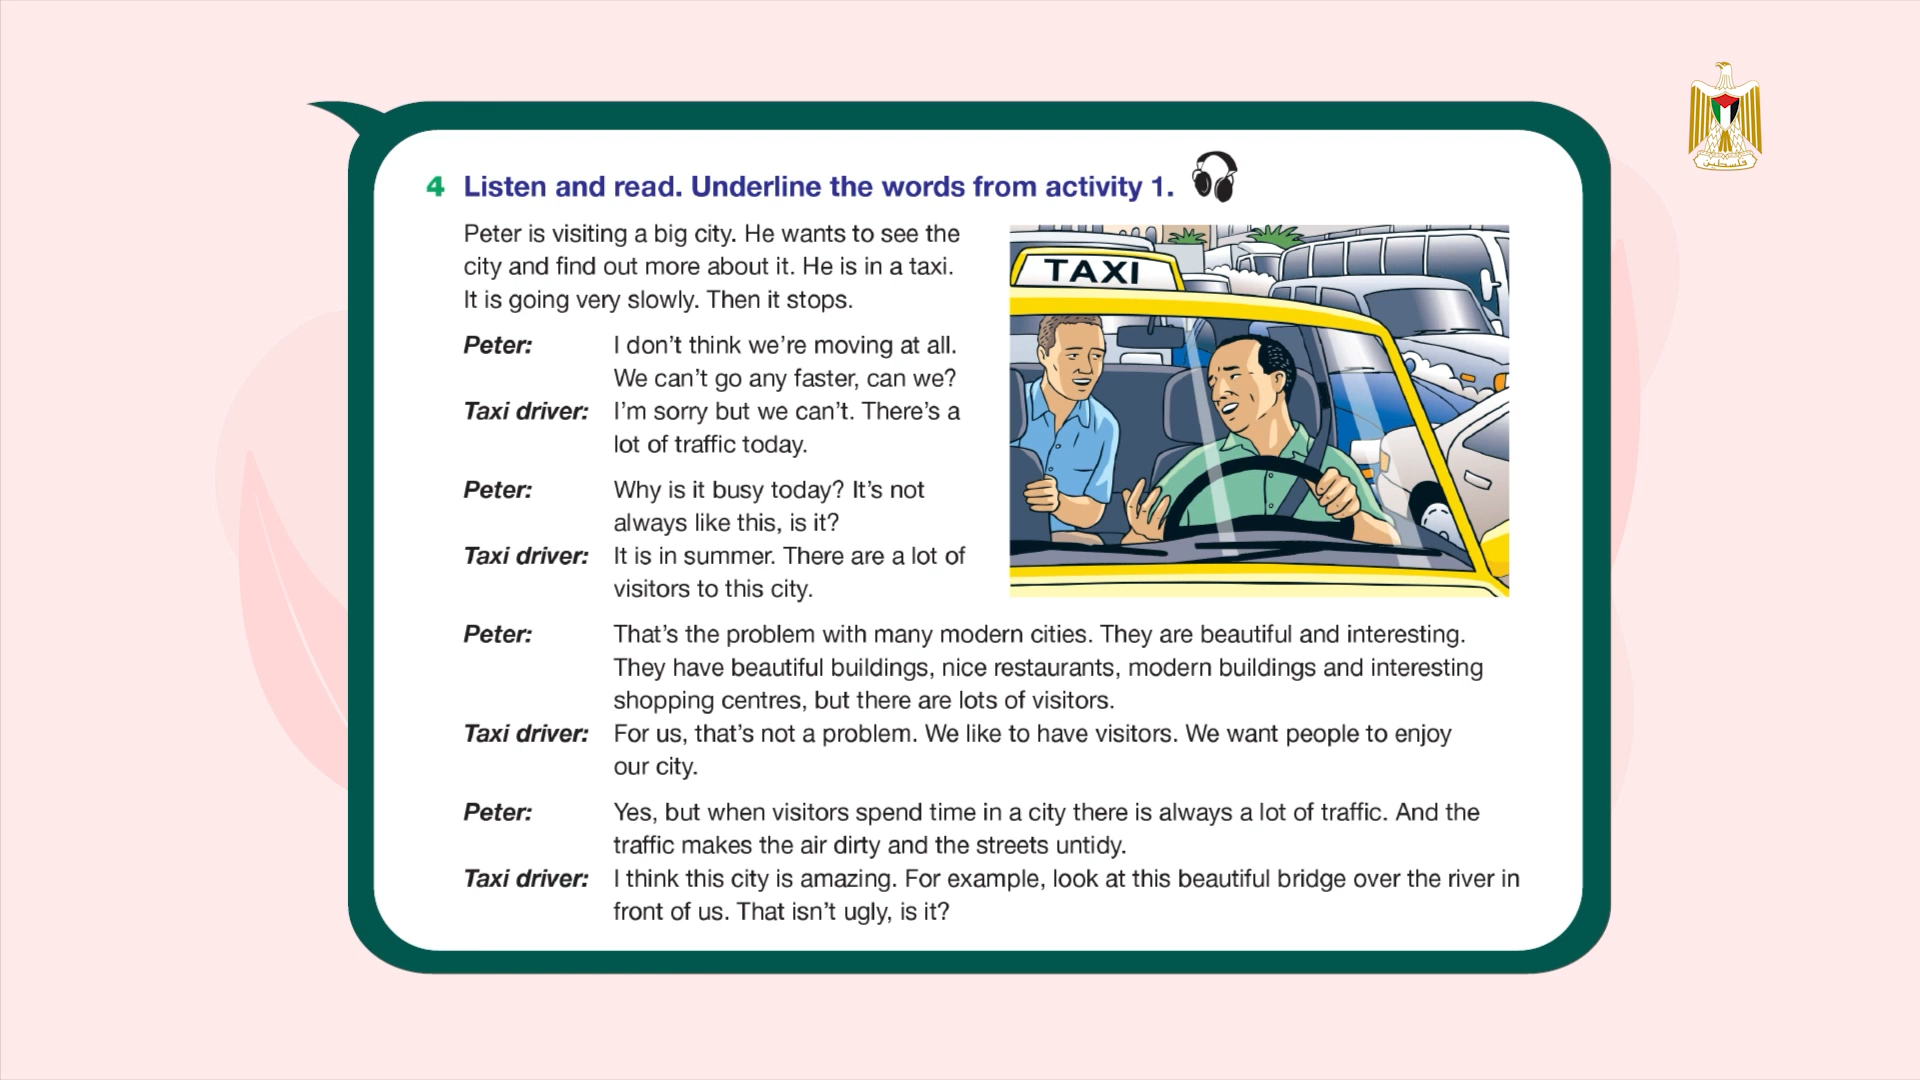 4 Listen and read. Underline the words from activity 1.
Peter is visiting a big city. He wants to see the
city and find out more about it. He is in a taxi.
It is going very slowly. Then it stops.
TAXI
Peter: I don't think we're moving at all.
We can't go any faster, can we?
Taxi driver: I'm sorry but we can't. There's a
lot of traffic today.
Peter: Why is it busy today? It's not
always like this, is it?
Taxi driver: It is in summer. There are a lot of
visitors to this city.
Peter: That's the problem with many modern cities. They are beautiful and interesting.
They have beautiful buildings, nice restaurants, modern buildings and interesting
shopping centres, but there are lots of visitors.
Taxi driver: For us, that's not a problem. We like to have visitors. We want people to enjoy
our city.
Peter: Yes, but when visitors spend time in a city there is always a lot of traffic. And the
traffic makes the air dirty and the streets untidy.
Taxi driver: I think this city is amazing. For example, look at this beautiful bridge over the river in
front of us. That isn't ugly, is it?
فلسطين